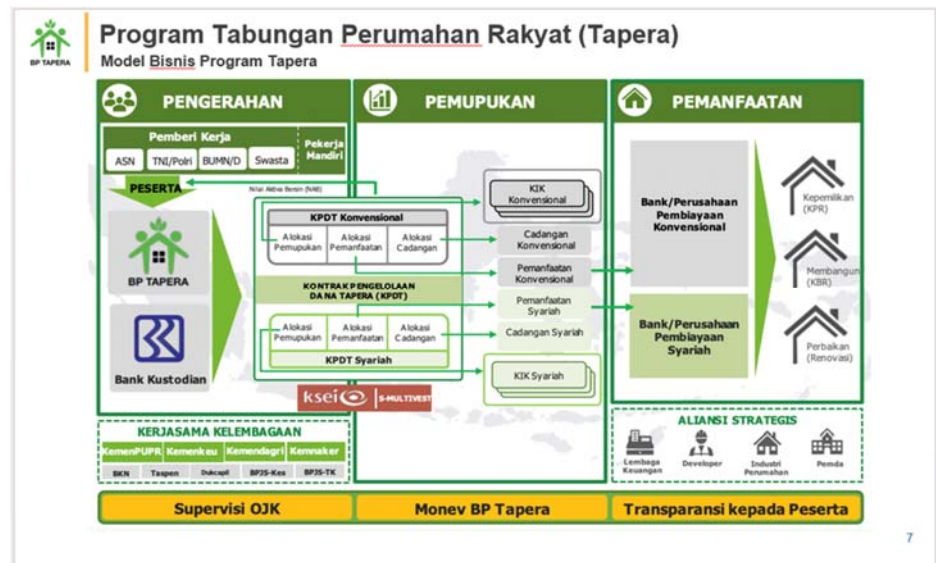 BP TAPERA
Program Tabungan Perumahan Rakyat (Tapera)
Model Bisnis Program Tapera
PENGERAHAN
Pemberi Kerja
ASN
TNI/Polri
BUMN/D
Swasta
Pekerja
Mandiri
PESERTA
BP TAPERA
Bank Kustodian
Nilai Aktiva Bersih (NAB)
KPDT Konvensional
Alokasi
Pemupukan
Alokasi
Pemanfaatan
Alokasi
Cadangan
KONTRAK PENGELOLAAN
DANA TAPERA (KPDT)
Alokasi
Pemupukan
Alokasi
Pemanfaatan
Alokasi
Cadangan
KPDT Syariah
ksei
S-MULTIVEST
PEMUPUKAN
KIK
Konvensional
Cadangan
Konvensional
Pemanfaatan
Konvensional
Pemanfaatan
Syariah
Cadangan Syariah
KIK Syariah
PEMANFAATAN
Bank/Perusahaan
Pembiayaan
Konvensional
Bank/Perusahaan
Pembiayaan
Syariah
Kepemilikan
(KPR)
Membangun
(KBR)
Perbaikan
(Renovasi)
KERJASAMA KELEMBAGAAN
KemenPUPR
Kemenkeu
Kemendagri
Kemnaker
BKN
Taspen
Dukcapil
BPJS-Kes
BPJS-TK
ALIANSI STRATEGIS
Lembaga
Keuangan
Developer
Industri
Perumahan
Pemda
Supervisi OJK
Monev BP Tapera
Transparansi kepada Peserta
7